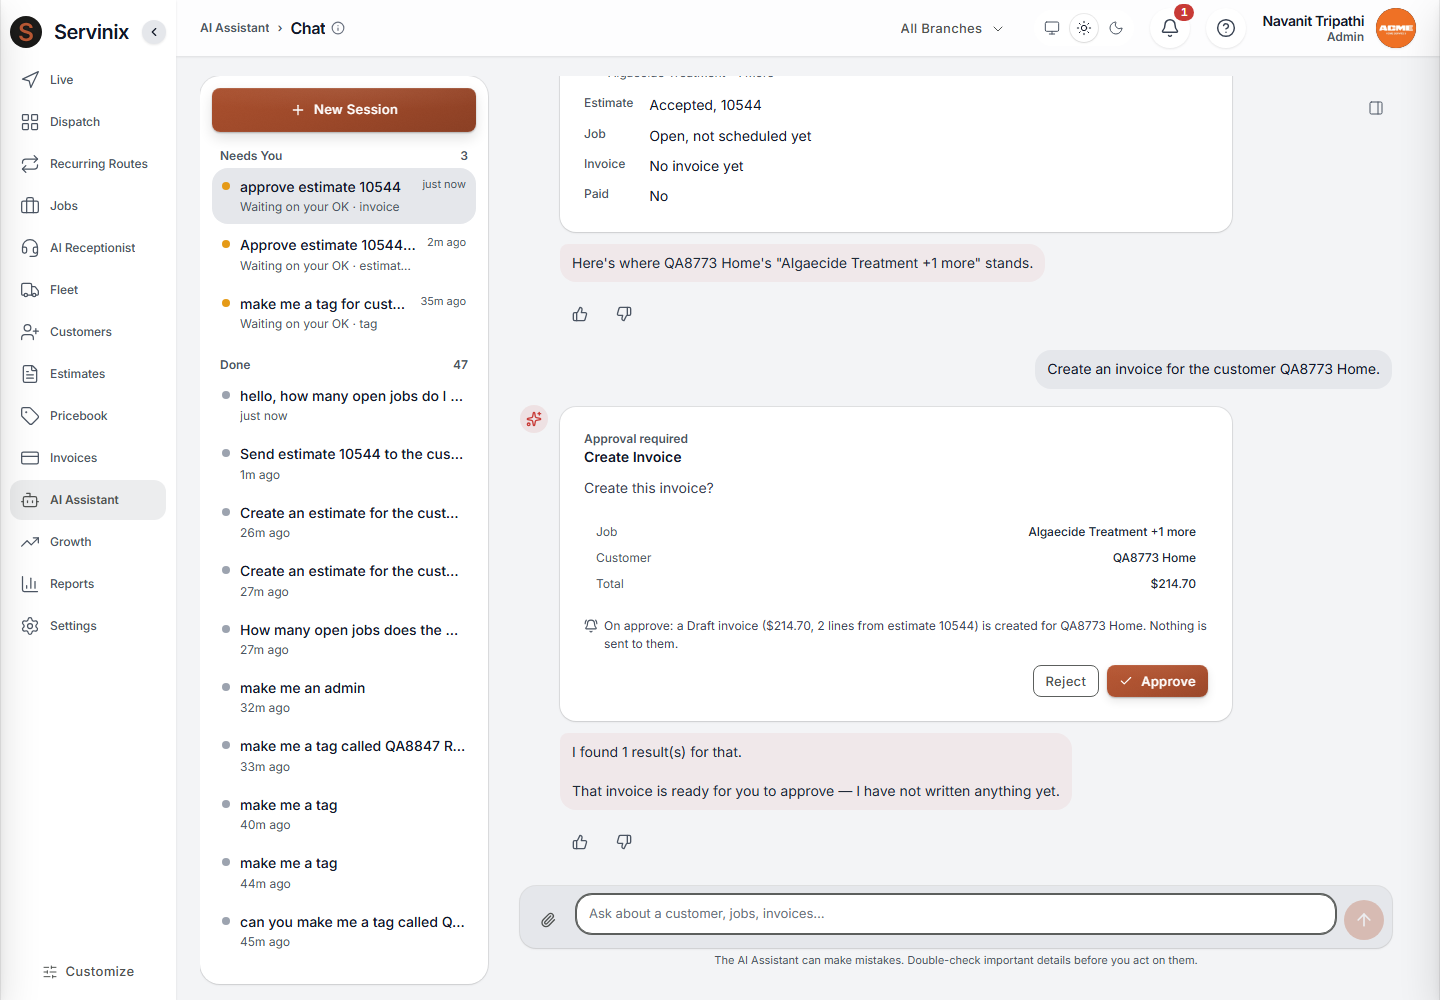 S
Servinix
Live
Dispatch
Recurring Routes
Jobs
AI Receptionist
Fleet
Customers
Estimates
Pricebook
Invoices
AI Assistant
Growth
Reports
Settings
Customize
AI Assistant › Chat
All Branches
1
Navanit Tripathi
Admin
ACME
+ New Session
Needs You 3
approve estimate 10544 just now
Waiting on your OK · invoice
Approve estimate 10544... 2m ago
Waiting on your OK · estimat...
make me a tag for cust... 35m ago
Waiting on your OK · tag
Done 47
hello, how many open jobs do I ...
just now
Send estimate 10544 to the cus...
1m ago
Create an estimate for the cust...
26m ago
Create an estimate for the cust...
27m ago
How many open jobs does the ...
27m ago
make me an admin
32m ago
make me a tag called QA8847 R...
33m ago
make me a tag
40m ago
make me a tag
44m ago
can you make me a tag called Q...
45m ago
Algaecide Treatment +1 more
Estimate Accepted, 10544
Job Open, not scheduled yet
Invoice No invoice yet
Paid No
Here's where QA8773 Home's "Algaecide Treatment +1 more" stands.
Create an invoice for the customer QA8773 Home.
Approval required
Create Invoice
Create this invoice?
Job Algaecide Treatment +1 more
Customer QA8773 Home
Total $214.70
On approve: a Draft invoice ($214.70, 2 lines from estimate 10544) is created for QA8773 Home. Nothing is
sent to them.
Reject Approve
I found 1 result(s) for that.
That invoice is ready for you to approve — I have not written anything yet.
Ask about a customer, jobs, invoices...
The AI Assistant can make mistakes. Double-check important details before you act on them.